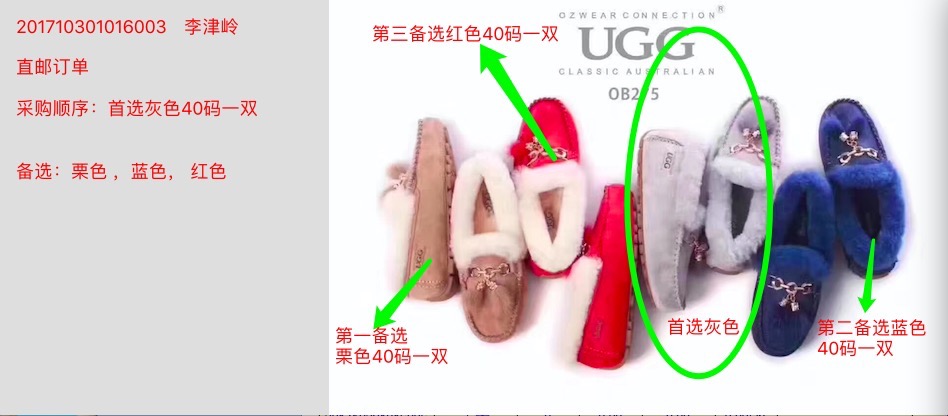 201710301016003 李津岭
直邮订单
采购顺序：首选灰色40码一双
备选：栗色 ，蓝色， 红色
OZWEAR CONNECTION®
第三备选红色40码一双
UGG
CLASSIC AUSTRALIAN
UGG
UGG
第一备选
栗色40码一双
首选灰色
第二备选蓝色
40码一双